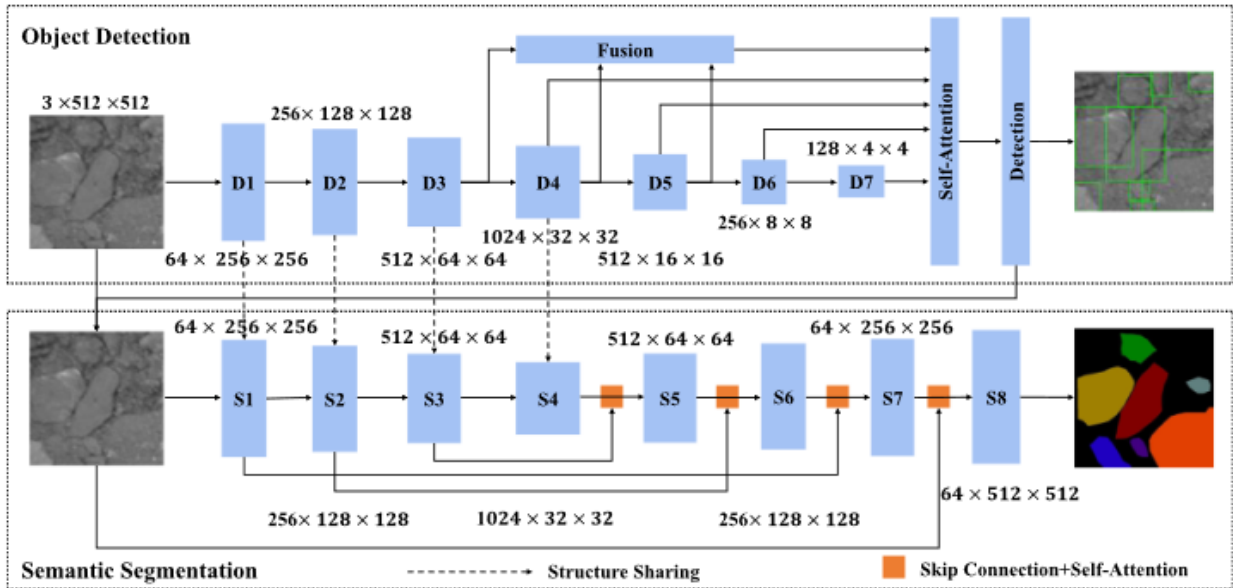 Object Detection
Fusion
3 ×512 ×512
256× 128 × 128
128 × 4 × 4
D1
D2
D3
D4
D5
D6
D7
Self-Attention
Detection
64 × 256 × 256
512 × 64 × 64
1024 × 32 × 32
512 × 16 × 16
256× 8 × 8
64 × 256 × 256
512 × 64 × 64
512 × 64 × 64
64 × 256 × 256
S1
S2
S3
S4
S5
S6
S7
S8
256× 128 × 128
1024 × 32 × 32
256× 128 × 128
64 × 512 × 512
Semantic Segmentation
Structure Sharing
Skip Connection+Self-Attention